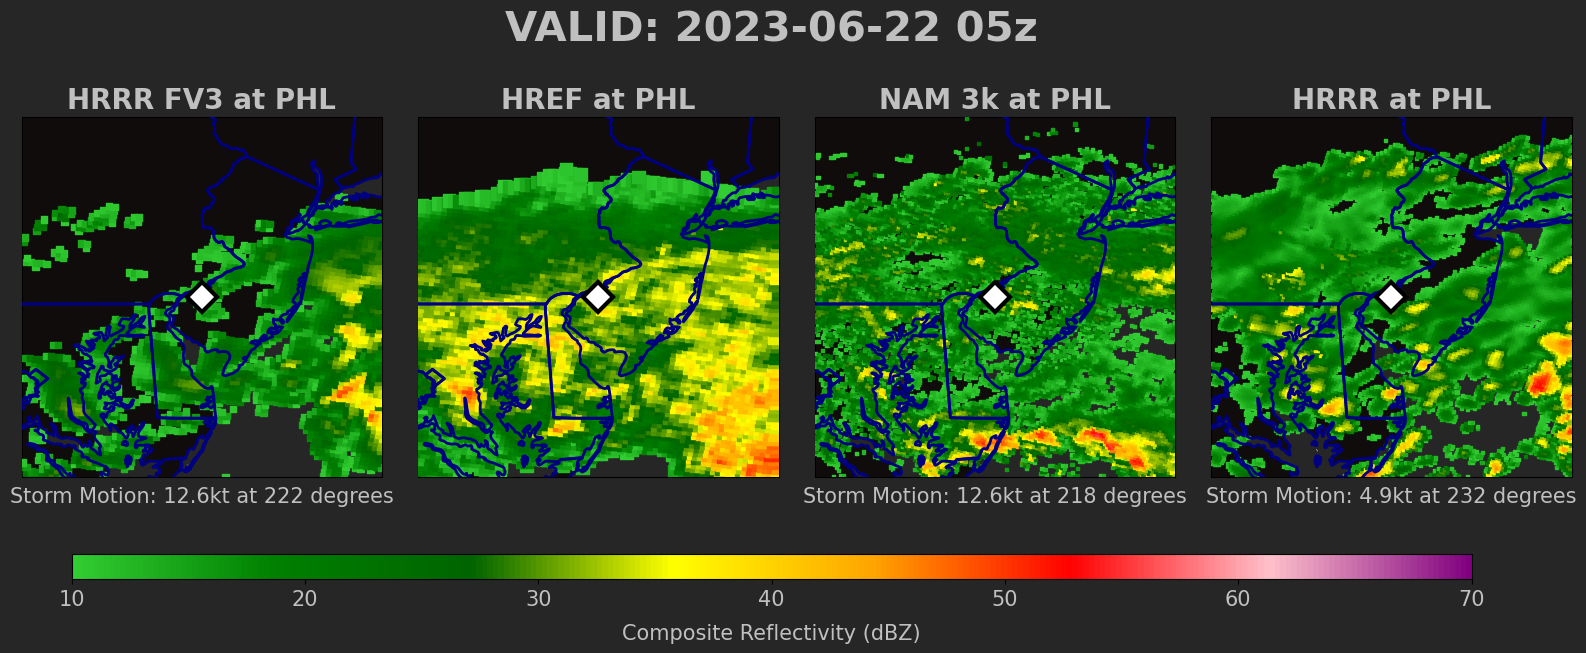 VALID: 2023-06-22 05z
HRRR FV3 at PHL
HREF at PHL
NAM 3k at PHL
HRRR at PHL
Storm Motion: 12.6kt at 222 degrees
Storm Motion: 12.6kt at 218 degrees
Storm Motion: 4.9kt at 232 degrees
10 20 30 40 50 60 70
Composite Reflectivity (dBZ)